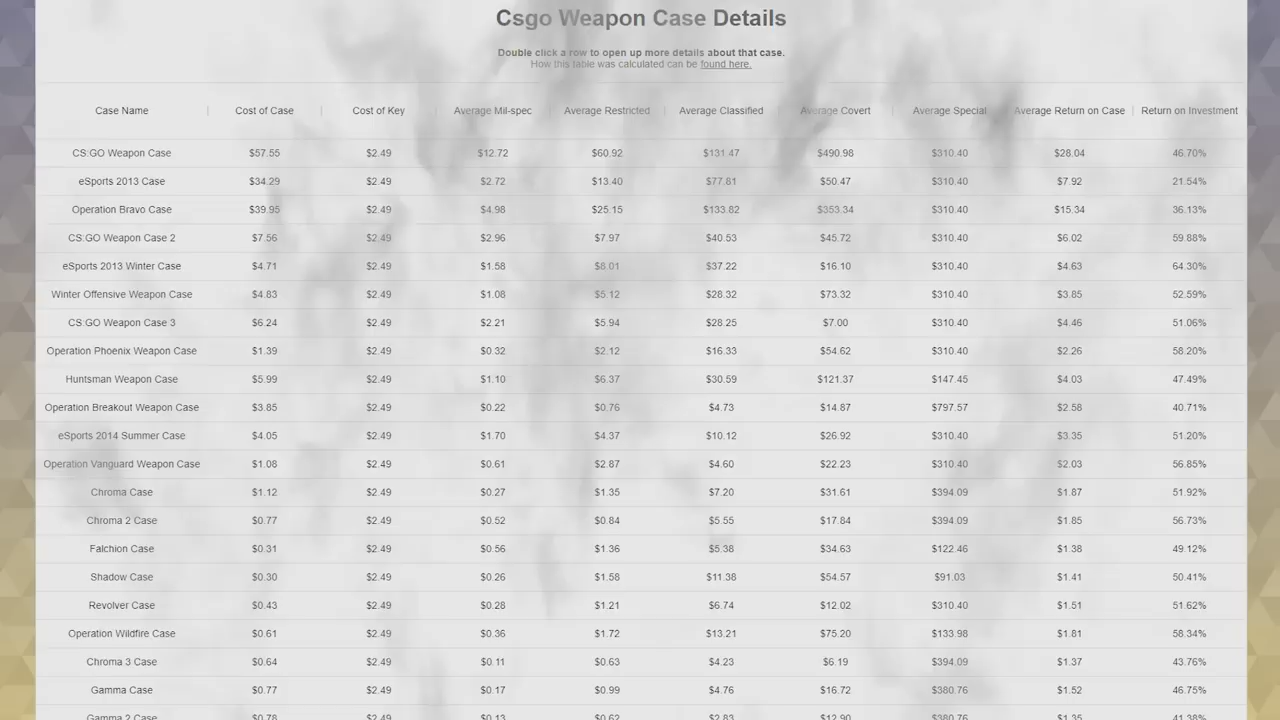 Csgo Weapon Case Details
Double click a row to open up more details about that case.
How this table was calculated can be found here.
Case Name | Cost of Case | Cost of Key | Average Mil-spec | Average Restricted | Average Classified | Average Covert | Average Special | Average Return on Case | Return on Investment
CS:GO Weapon Case $57.55 $2.49 $12.72 $60.92 $131.47 $490.98 $310.40 $28.04 46.70%
eSports 2013 Case $34.29 $2.49 $2.72 $13.40 $77.81 $50.47 $310.40 $7.92 21.54%
Operation Bravo Case $39.95 $2.49 $4.98 $25.15 $133.82 $353.34 $310.40 $15.34 36.13%
CS:GO Weapon Case 2 $7.56 $2.49 $2.96 $7.97 $40.53 $45.72 $310.40 $6.02 59.88%
eSports 2013 Winter Case $4.71 $2.49 $1.58 $8.01 $37.22 $16.10 $310.40 $4.63 64.30%
Winter Offensive Weapon Case $4.83 $2.49 $1.08 $5.12 $28.32 $73.32 $310.40 $3.85 52.59%
CS:GO Weapon Case 3 $6.24 $2.49 $2.21 $5.94 $28.25 $7.00 $310.40 $4.46 51.06%
Operation Phoenix Weapon Case $1.39 $2.49 $0.32 $2.12 $16.33 $54.62 $310.40 $2.26 58.20%
Huntsman Weapon Case $5.99 $2.49 $1.10 $6.37 $30.59 $121.37 $147.45 $4.03 47.49%
Operation Breakout Weapon Case $3.85 $2.49 $0.22 $0.76 $4.73 $14.87 $797.57 $2.58 40.71%
eSports 2014 Summer Case $4.05 $2.49 $1.70 $4.37 $10.12 $26.92 $310.40 $3.35 51.20%
Operation Vanguard Weapon Case $1.08 $2.49 $0.61 $2.87 $4.60 $22.23 $310.40 $2.03 56.85%
Chroma Case $1.12 $2.49 $0.27 $1.35 $7.20 $31.61 $394.09 $1.87 51.92%
Chroma 2 Case $0.77 $2.49 $0.52 $0.84 $5.55 $17.84 $394.09 $1.85 56.73%
Falchion Case $0.31 $2.49 $0.56 $1.36 $5.38 $34.63 $122.46 $1.38 49.12%
Shadow Case $0.30 $2.49 $0.26 $1.58 $11.38 $54.57 $91.03 $1.41 50.41%
Revolver Case $0.43 $2.49 $0.28 $1.21 $6.74 $12.02 $310.40 $1.51 51.62%
Operation Wildfire Case $0.61 $2.49 $0.36 $1.72 $13.21 $75.20 $133.98 $1.81 58.34%
Chroma 3 Case $0.64 $2.49 $0.11 $0.63 $4.23 $6.19 $394.09 $1.37 43.76%
Gamma Case $0.77 $2.49 $0.17 $0.99 $4.76 $16.72 $380.76 $1.52 46.75%
Gamma 2 Case $0.78 $2.49 $0.13 $0.62 $2.83 $12.90 $380.76 $1.35 41.38%